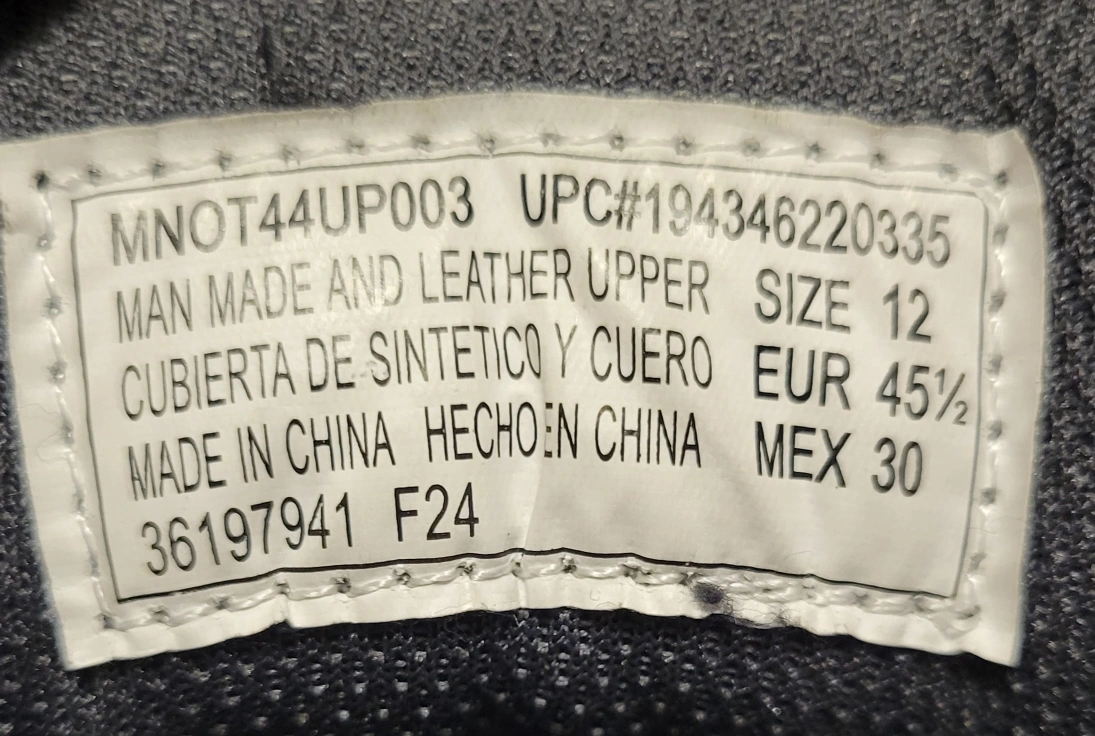 MNOT44UP003 UPC#194346220335
MAN MADE AND LEATHER UPPER SIZE 12
CUBIERTA DE SINTETICO Y CUERO EUR 45½
MADE IN CHINA HECHO EN CHINA MEX 30
36197941 F24